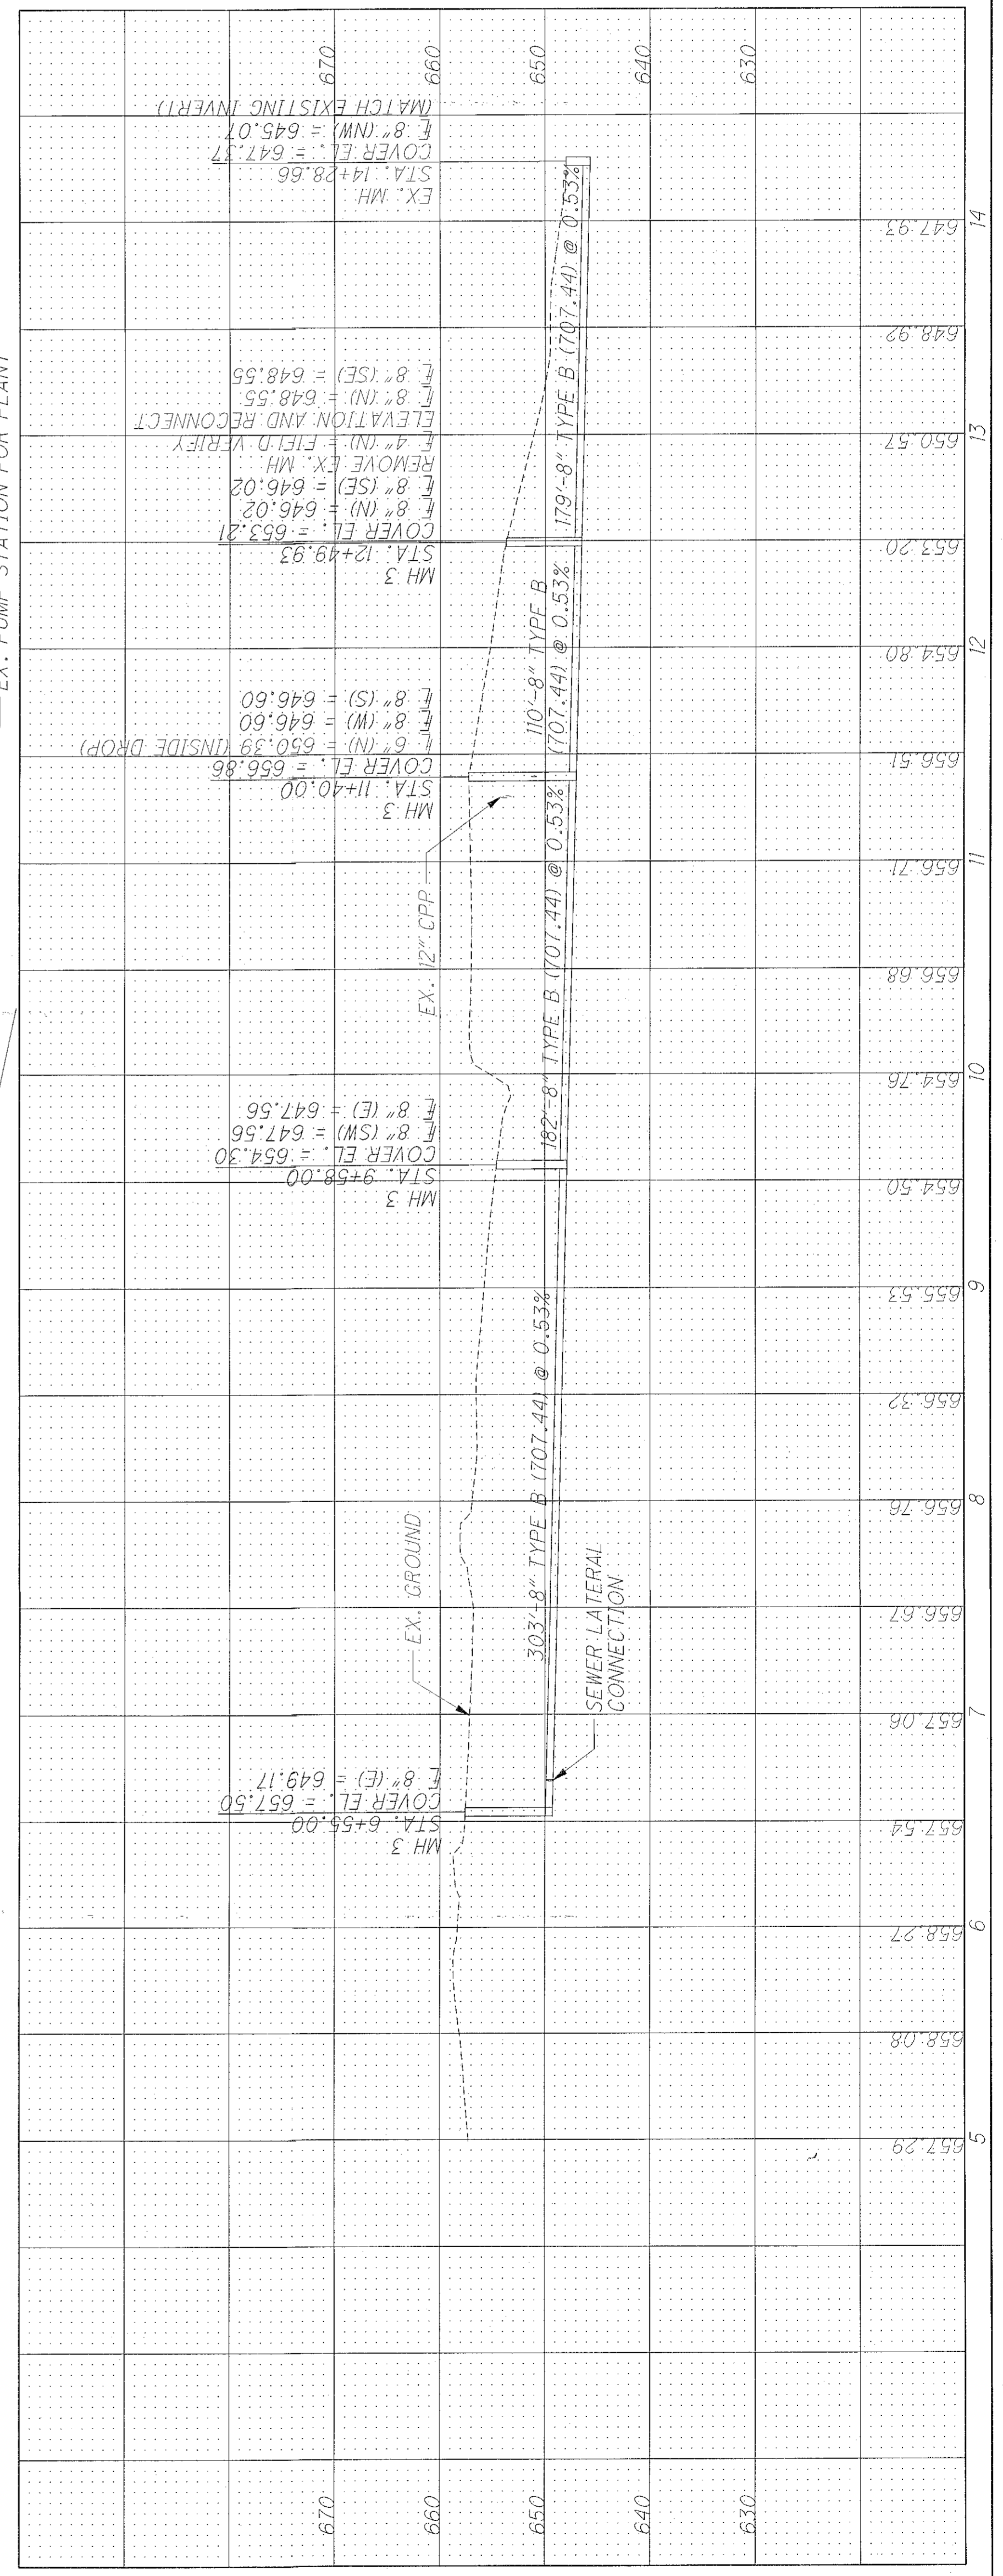 EX. PUMP STATION FOR PLANT
670
660
650
640
630
EX. MH
STA. 14+28.66
COVER EL. = 647.37
℄ 8" (NW) = 645.07
(MATCH EXISTING INVERT)
MH 3
STA. 12+49.93
COVER EL. = 653.21
℄ 8" (N) = 646.02
℄ 8" (SE) = 646.02
REMOVE EX. MH
℄ 4" (N) = FIELD VERIFY
ELEVATION AND RECONNECT
℄ 8" (N) = 648.55
℄ 8" (SE) = 648.55
MH 3
STA. 11+40.00
COVER EL. = 656.86
℄ 6" (N) = 650.39 (INSIDE DROP)
℄ 8" (W) = 646.60
℄ 8" (S) = 646.60
MH 3
STA. 9+58.00
COVER EL. = 654.30
℄ 8" (SW) = 647.56
℄ 8" (E) = 647.56
MH 3
STA. 6+55.00
COVER EL. = 657.50
℄ 8" (E) = 649.17
EX. GROUND
EX. 12" CPP
303'-8" TYPE B (707.44) @ 0.53%
182'-8" TYPE B (707.44) @ 0.53%
110'-8" TYPE B
(707.44) @ 0.53%
179'-8" TYPE B (707.44) @ 0.53%
SEWER LATERAL
CONNECTION
657.29
658.08
658.27
657.54
657.06
656.67
656.76
656.32
655.53
654.50
654.76
656.68
656.71
656.51
654.80
653.20
650.57
648.92
647.93
5
6
7
8
9
10
11
12
13
14
670
660
650
640
630